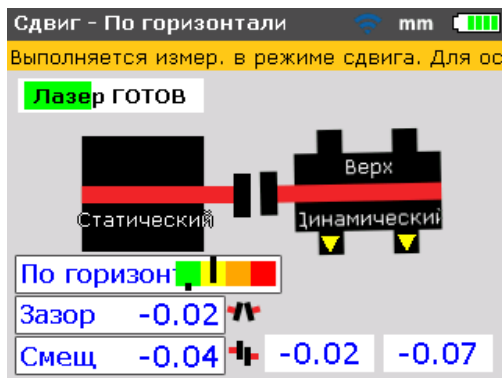 Сдвиг - По горизонтали mm
Выполняется измер. в режиме сдвига. Для ос
Лазер ГОТОВ
Верх
Статический Динамический
По горизонт
Зазор -0.02
Смещ -0.04 -0.02 -0.07